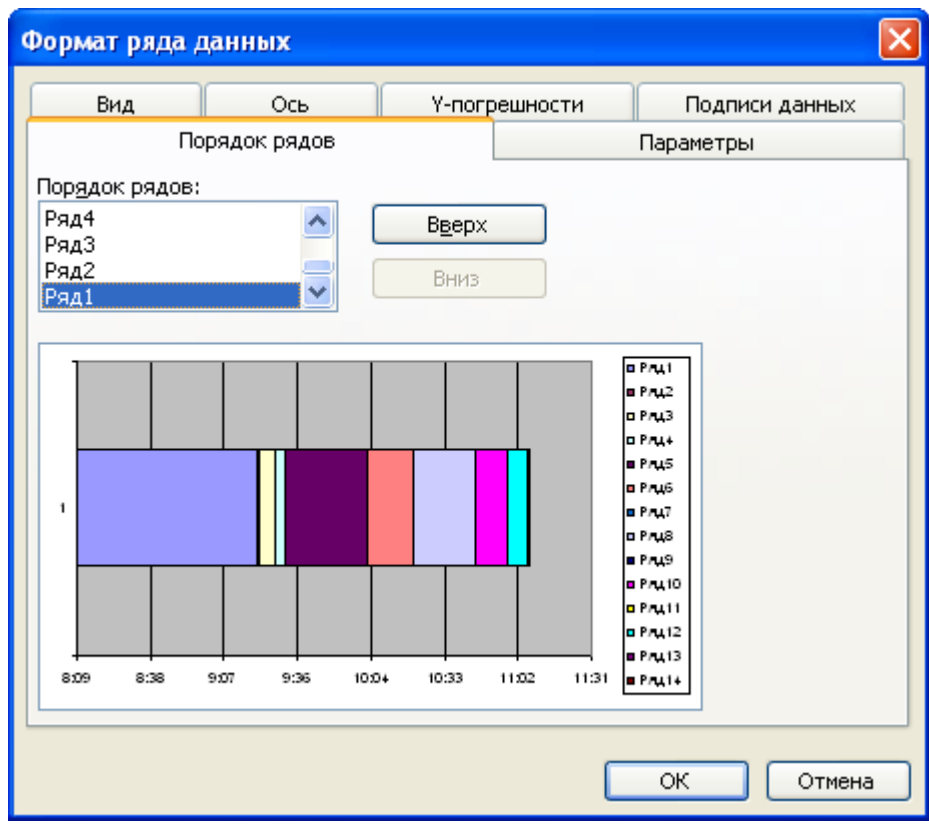 Формат ряда данных
Вид Ось Y-погрешности Подписи данных
Порядок рядов Параметры
Порядок рядов:
Ряд4
Ряд3
Ряд2
Ряд1
Вверх
Вниз
1
8:09 8:38 9:07 9:36 10:04 10:33 11:02 11:31
Ряд1
Ряд2
Ряд3
Ряд4
Ряд5
Ряд6
Ряд7
Ряд8
Ряд9
Ряд10
Ряд11
Ряд12
Ряд13
Ряд14
ОК Отмена